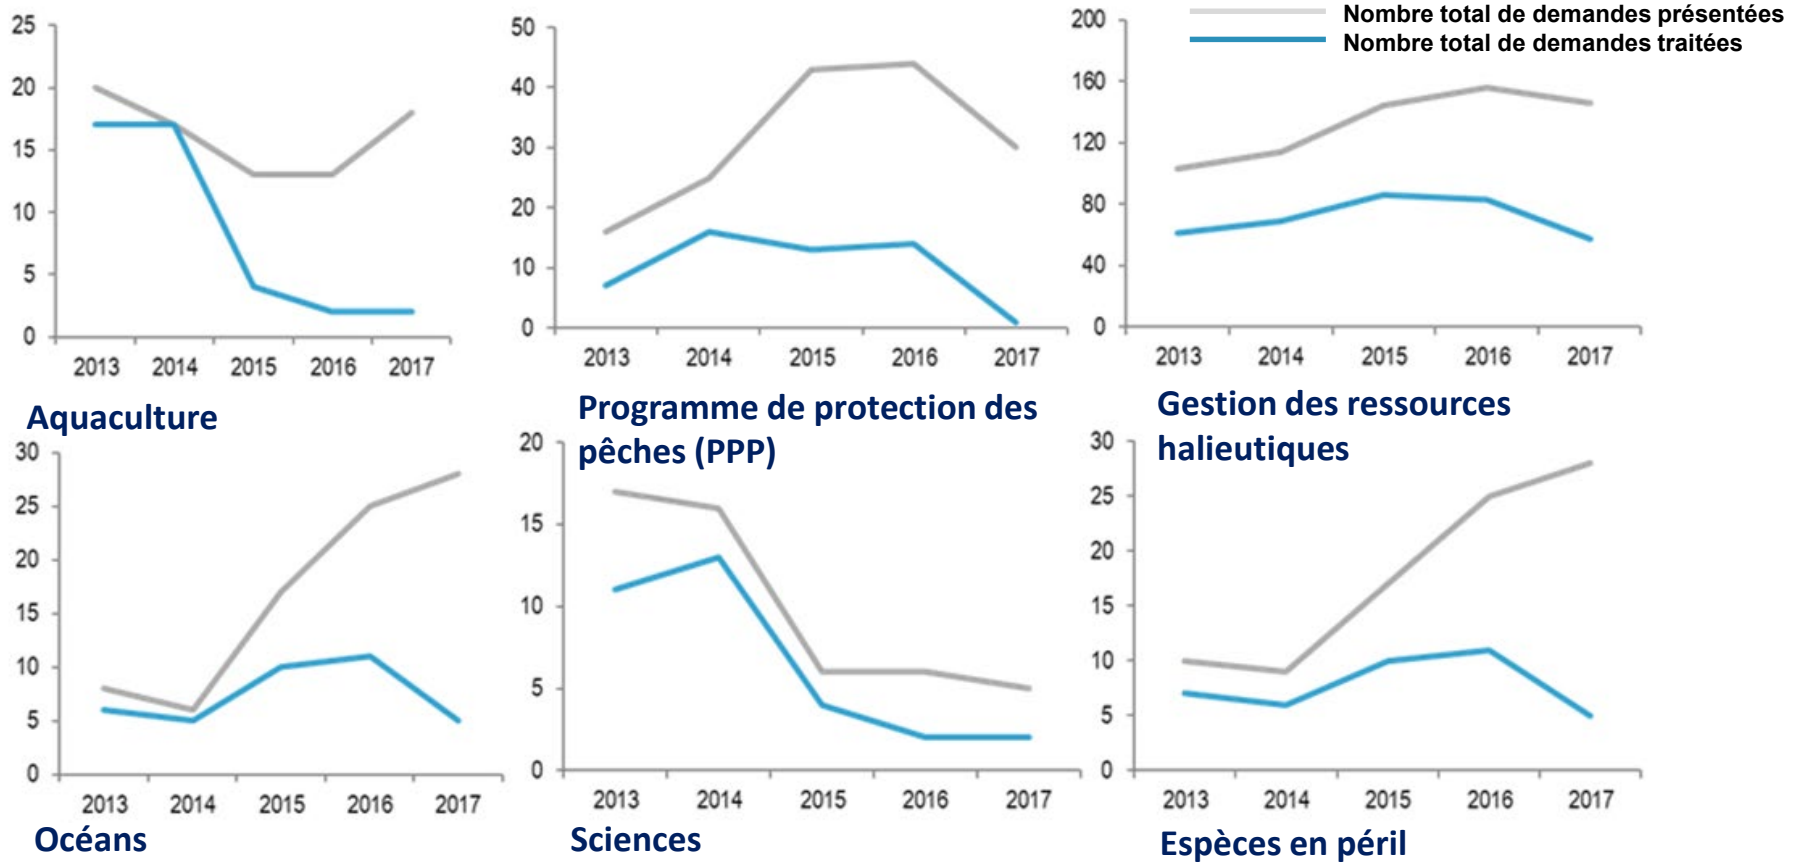 Nombre total de demandes présentées
Nombre total de demandes traitées
25
20
15
10
5
0
2013 2014 2015 2016 2017
Aquaculture
50
40
30
20
10
0
2013 2014 2015 2016 2017
Programme de protection des
pêches (PPP)
200
160
120
80
40
0
2013 2014 2015 2016 2017
Gestion des ressources
halieutiques
30
25
20
15
10
5
0
2013 2014 2015 2016 2017
Océans
20
15
10
5
0
2013 2014 2015 2016 2017
Sciences
30
25
20
15
10
5
0
2013 2014 2015 2016 2017
Espèces en péril